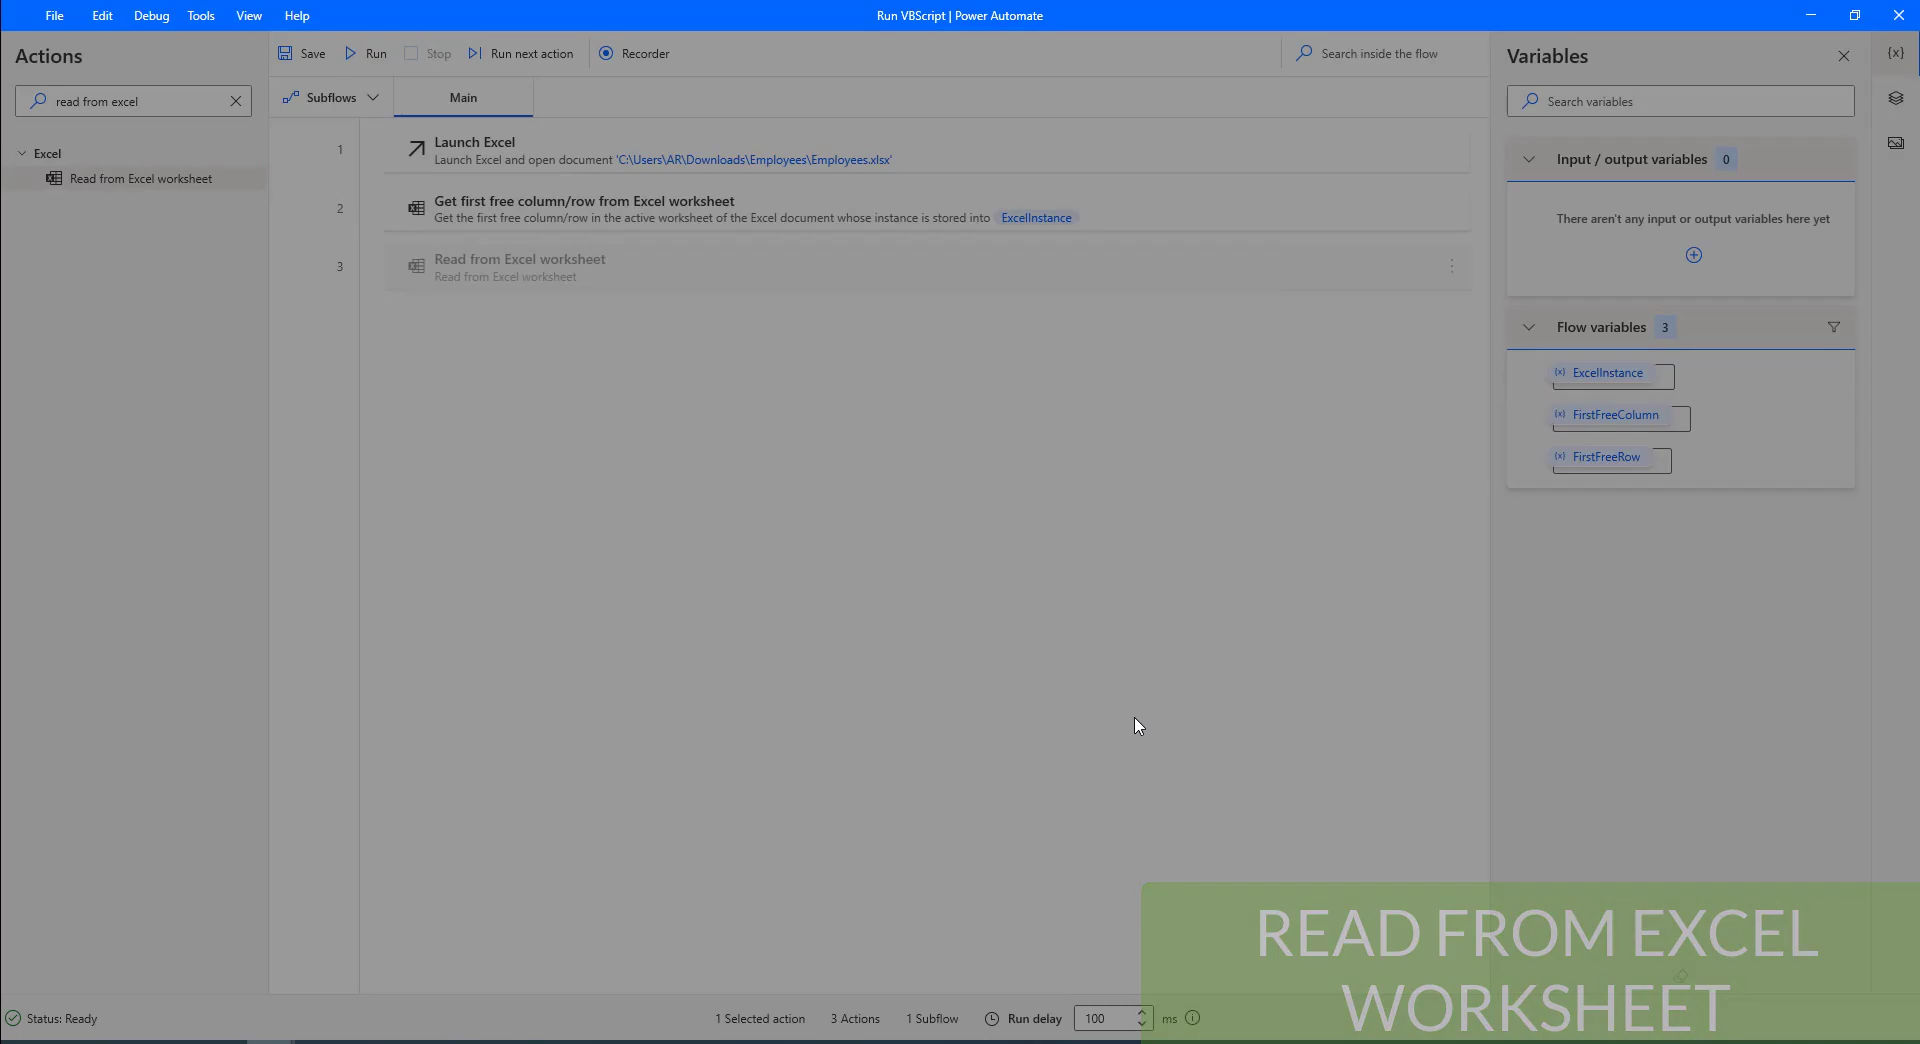 File Edit Debug Tools View Help Run VBScript | Power Automate
Actions
read from excel
Excel
Read from Excel worksheet
Save Run Stop Run next action Recorder Search inside the flow
Subflows Main
1
Launch Excel
Launch Excel and open document 'C:\Users\AR\Downloads\Employees\Employees.xlsx'
2
Get first free column/row from Excel worksheet
Get the first free column/row in the active worksheet of the Excel document whose instance is stored into ExcelInstance
3
Read from Excel worksheet
Read from Excel worksheet
Variables
{x}
Search variables
Input / output variables 0
There aren't any input or output variables here yet
Flow variables 3
{x} ExcelInstance
{x} FirstFreeColumn
{x} FirstFreeRow
READ FROM EXCEL
WORKSHEET
Status: Ready 1 Selected action 3 Actions 1 Subflow Run delay 100 ms